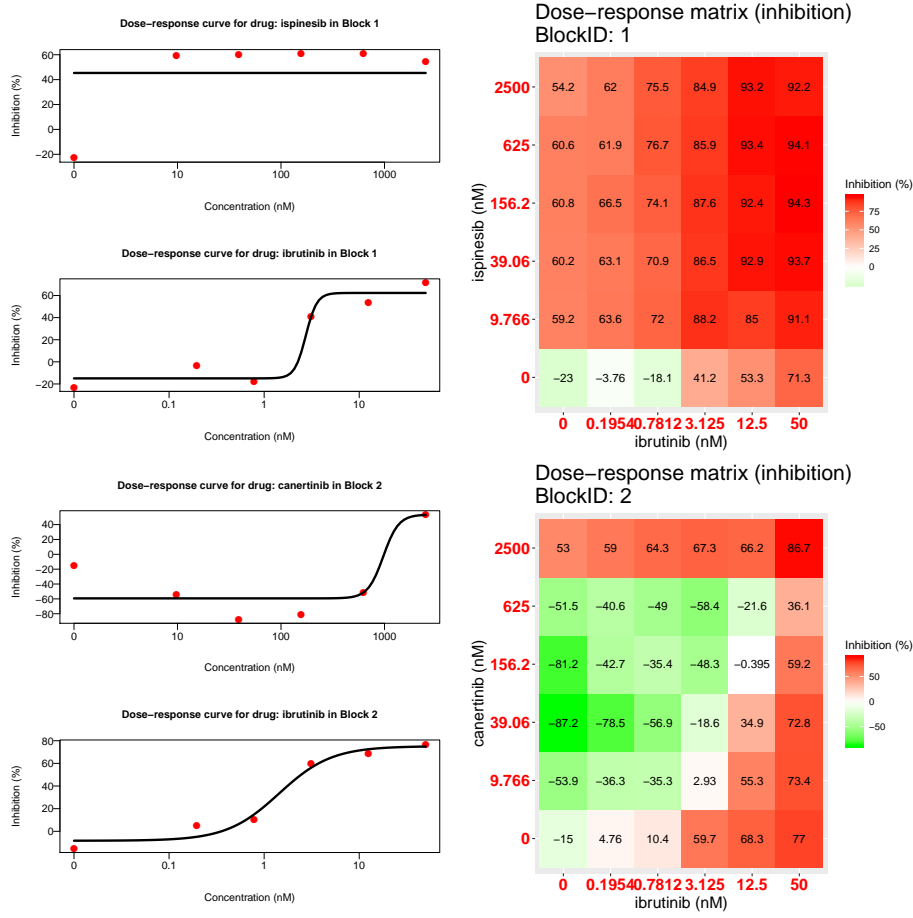 Dose−response curve for drug: ispinesib in Block 1
60
40
20
0
−20
Inhibition (%)
0 10 100 1000
Concentration (nM)
Dose−response curve for drug: ibrutinib in Block 1
60
40
20
0
−20
Inhibition (%)
0 0.1 1 10
Concentration (nM)
Dose−response matrix (inhibition)
BlockID: 1
2500 54.2 62 75.5 84.9 93.2 92.2
625 60.6 61.9 76.7 85.9 93.4 94.1
156.2 60.8 66.5 74.1 87.6 92.4 94.3
39.06 60.2 63.1 70.9 86.5 92.9 93.7
9.766 59.2 63.6 72 88.2 85 91.1
0 −23 −3.76 −18.1 41.2 53.3 71.3
ispinesib (nM)
0 0.1954 0.7812 3.125 12.5 50
ibrutinib (nM)
Inhibition (%)
75
50
25
0
Dose−response curve for drug: canertinib in Block 2
40
20
0
−20
−40
−60
−80
Inhibition (%)
0 10 100 1000
Concentration (nM)
Dose−response curve for drug: ibrutinib in Block 2
80
60
40
20
0
Inhibition (%)
0 0.1 1 10
Concentration (nM)
Dose−response matrix (inhibition)
BlockID: 2
2500 53 59 64.3 67.3 66.2 86.7
625 −51.5 −40.6 −49 −58.4 −21.6 36.1
156.2 −81.2 −42.7 −35.4 −48.3 −0.395 59.2
39.06 −87.2 −78.5 −56.9 −18.6 34.9 72.8
9.766 −53.9 −36.3 −35.3 2.93 55.3 73.4
0 −15 4.76 10.4 59.7 68.3 77
canertinib (nM)
0 0.1954 0.7812 3.125 12.5 50
ibrutinib (nM)
Inhibition (%)
50
0
−50